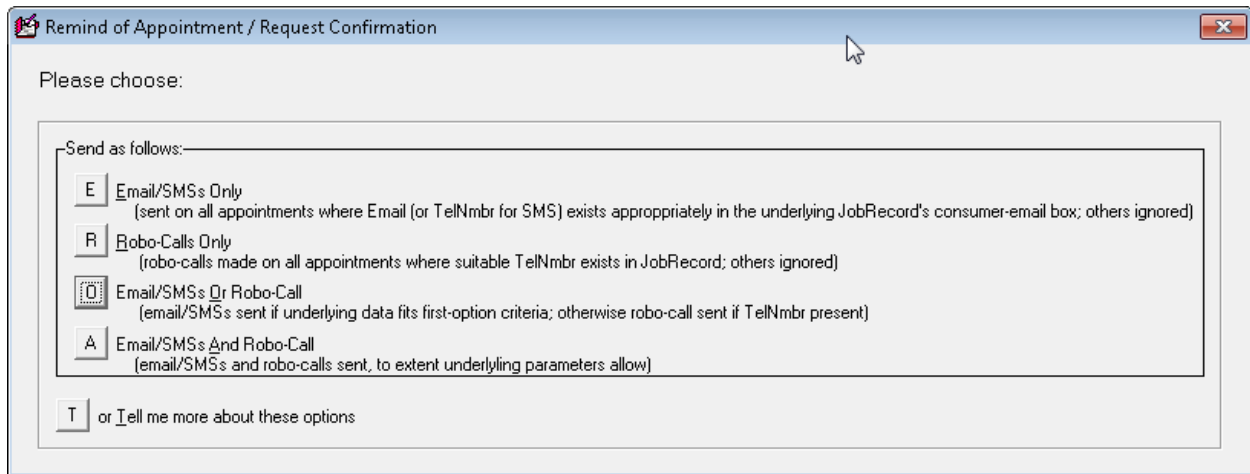 Remind of Appointment / Request Confirmation
Please choose:
Send as follows:
E Email/SMSs Only
(sent on all appointments where Email (or TelNmbr for SMS) exists approppriately in the underlying JobRecord's consumer-email box; others ignored)
R Robo-Calls Only
(robo-calls made on all appointments where suitable TelNmbr exists in JobRecord; others ignored)
O Email/SMSs Or Robo-Call
(email/SMSs sent if underlying data fits first-option criteria; otherwise robo-call sent if TelNmbr present)
A Email/SMSs And Robo-Call
(email/SMSs and robo-calls sent, to extent underlyling parameters allow)
T or Tell me more about these options